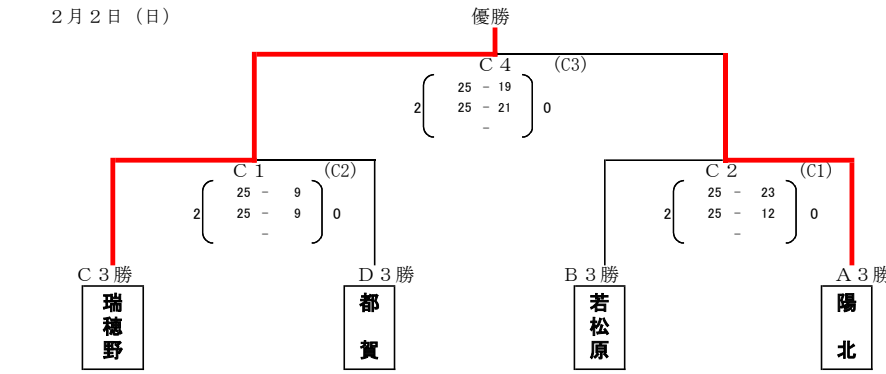 ２月２日（日）
優勝
Ｃ４ (C3)
25 － 19
2 25 － 21 0
－
Ｃ１ (C2) Ｃ２ (C1)
25 － 9 25 － 23
2 25 － 9 0 2 25 － 12 0
－ －
Ｃ３勝 Ｄ３勝 Ｂ３勝 Ａ３勝
瑞穂野 都賀 若松原 陽北